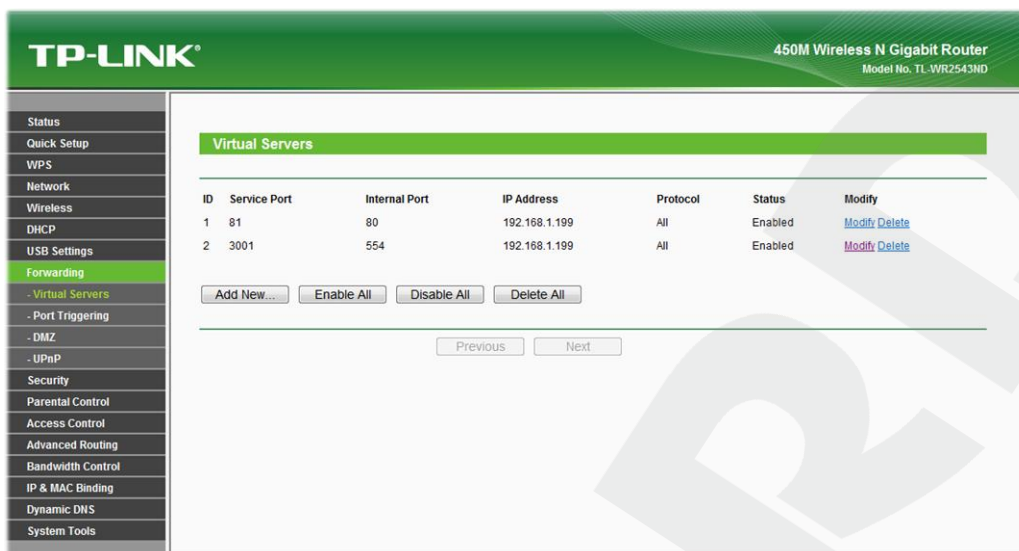 TP-LINK®
450M Wireless N Gigabit Router
Model No. TL-WR2543ND
Status
Quick Setup
WPS
Network
Wireless
DHCP
USB Settings
Forwarding
- Virtual Servers
- Port Triggering
- DMZ
- UPnP
Security
Parental Control
Access Control
Advanced Routing
Bandwidth Control
IP & MAC Binding
Dynamic DNS
System Tools
Virtual Servers
ID Service Port Internal Port IP Address Protocol Status Modify
1 81 80 192.168.1.199 All Enabled Modify Delete
2 3001 554 192.168.1.199 All Enabled Modify Delete
Add New... Enable All Disable All Delete All
Previous Next